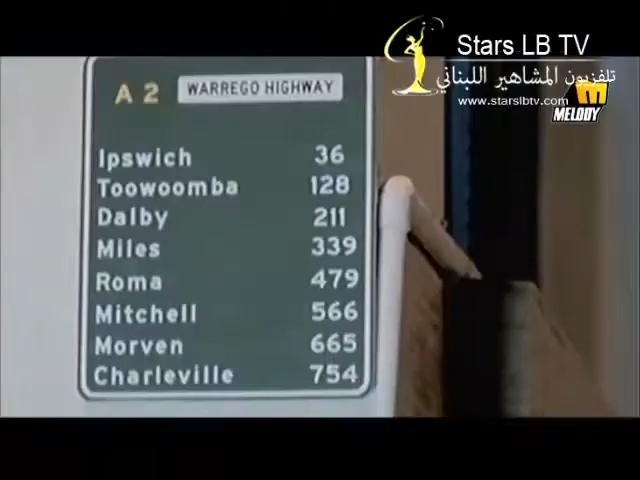 Stars LB TV
تلفزيون المشاهير اللبناني
www.starslbtv.com
MELODY
A 2 WARREGO HIGHWAY
Ipswich 36
Toowoomba 128
Dalby 211
Miles 339
Roma 479
Mitchell 566
Morven 665
Charleville 754